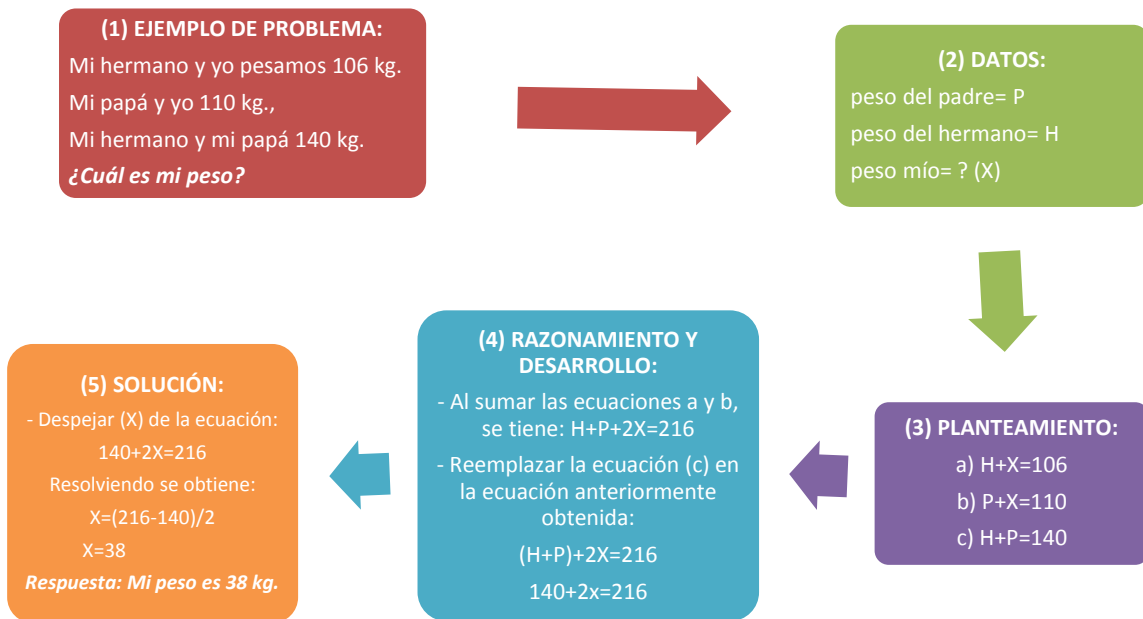 (1) EJEMPLO DE PROBLEMA:
Mi hermano y yo pesamos 106 kg.
Mi papá y yo 110 kg.,
Mi hermano y mi papá 140 kg.
¿Cuál es mi peso?
(2) DATOS:
peso del padre= P
peso del hermano= H
peso mío= ? (X)
(3) PLANTEAMIENTO:
a) H+X=106
b) P+X=110
c) H+P=140
(4) RAZONAMIENTO Y
DESARROLLO:
- Al sumar las ecuaciones a y b,
se tiene: H+P+2X=216
- Reemplazar la ecuación (c) en
la ecuación anteriormente
obtenida:
(H+P)+2X=216
140+2x=216
(5) SOLUCIÓN:
- Despejar (X) de la ecuación:
140+2X=216
Resolviendo se obtiene:
X=(216-140)/2
X=38
Respuesta: Mi peso es 38 kg.